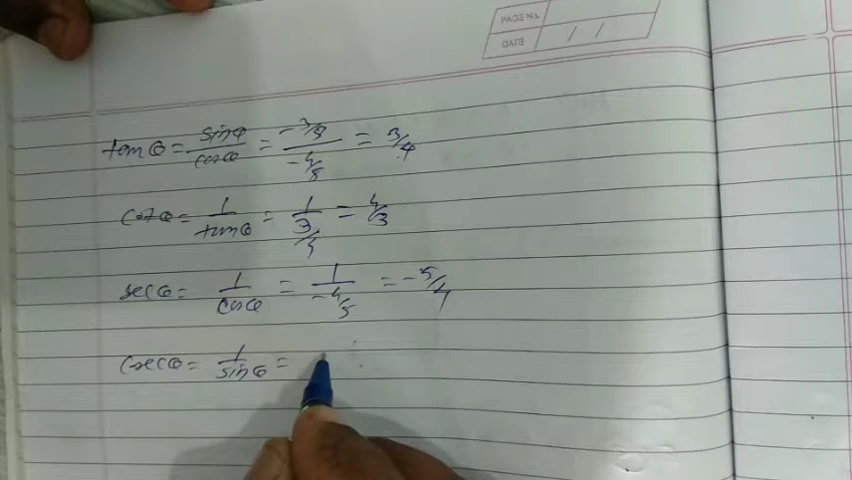 PAGE No.
DATE / /
tanθ = sinθ/cosθ = -3/5 / -4/5 = 3/4
cotθ = 1/tanθ = 1 / 3/4 = 4/3
secθ = 1/cosθ = 1 / -4/5 = -5/4
cosecθ = 1/sinθ =